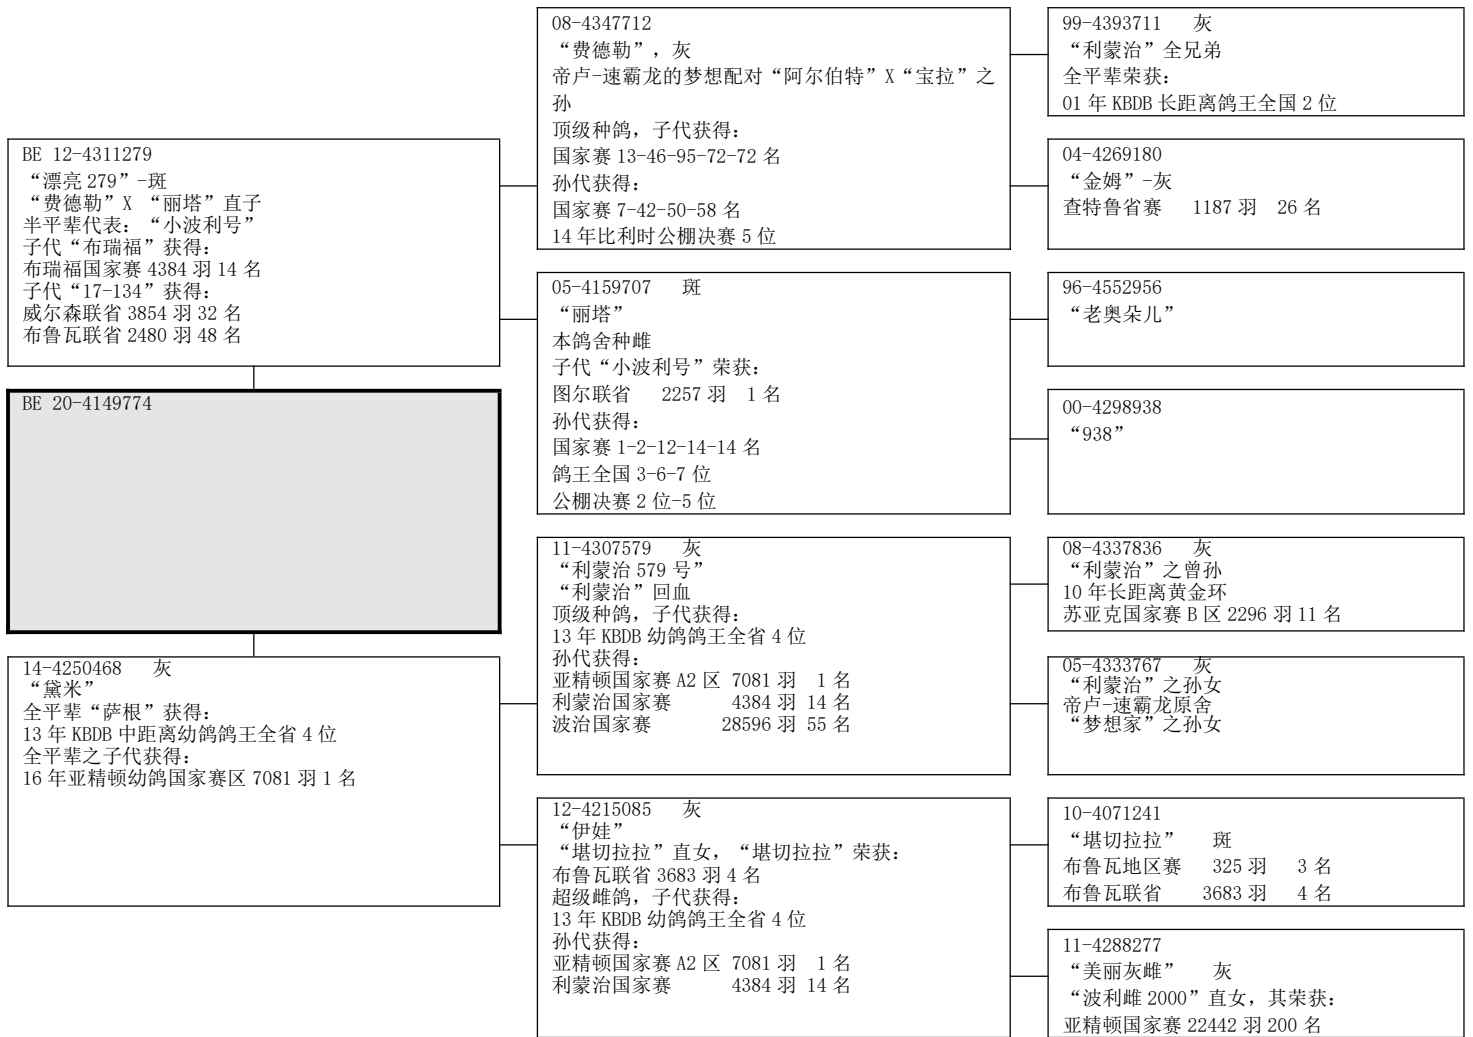 BE 12-4311279
“漂亮 279”-斑
“费德勒”X “丽塔”直子
半平辈代表：“小波利号”
子代“布瑞福”获得：
布瑞福国家赛 4384 羽 14 名
子代“17-134”获得：
威尔森联省 3854 羽 32 名
布鲁瓦联省 2480 羽 48 名
BE 20-4149774
14-4250468 灰
“黛米”
全平辈“萨根”获得：
13 年 KBDB 中距离幼鸽鸽王全省 4 位
全平辈之子代获得：
16 年亚精顿幼鸽国家赛区 7081 羽 1 名
08-4347712
“费德勒”，灰
帝卢-速霸龙的梦想配对“阿尔伯特”X“宝拉”之
孙
顶级种鸽，子代获得：
国家赛 13-46-95-72-72 名
孙代获得：
国家赛 7-42-50-58 名
14 年比利时公棚决赛 5 位
05-4159707 斑
“丽塔”
本鸽舍种雌
子代“小波利号”荣获：
图尔联省 2257 羽 1 名
孙代获得：
国家赛 1-2-12-14-14 名
鸽王全国 3-6-7 位
公棚决赛 2 位-5 位
11-4307579 灰
“利蒙治 579 号”
“利蒙治”回血
顶级种鸽，子代获得：
13 年 KBDB 幼鸽鸽王全省 4 位
孙代获得：
亚精顿国家赛 A2 区 7081 羽 1 名
利蒙治国家赛 4384 羽 14 名
波治国家赛 28596 羽 55 名
12-4215085 灰
“伊娃”
“堪切拉拉”直女，“堪切拉拉”荣获：
布鲁瓦联省 3683 羽 4 名
超级雌鸽，子代获得：
13 年 KBDB 幼鸽鸽王全省 4 位
孙代获得：
亚精顿国家赛 A2 区 7081 羽 1 名
利蒙治国家赛 4384 羽 14 名
99-4393711 灰
“利蒙治”全兄弟
全平辈荣获：
01 年 KBDB 长距离鸽王全国 2 位
04-4269180
“金姆”-灰
查特鲁省赛 1187 羽 26 名
96-4552956
“老奥朵儿”
00-4298938
“938”
08-4337836 灰
“利蒙治”之曾孙
10 年长距离黄金环
苏亚克国家赛 B 区 2296 羽 11 名
05-4333767 灰
“利蒙治”之孙女
帝卢-速霸龙原舍
“梦想家”之孙女
10-4071241
“堪切拉拉” 斑
布鲁瓦地区赛 325 羽 3 名
布鲁瓦联省 3683 羽 4 名
11-4288277
“美丽灰雌” 灰
“波利雌 2000”直女，其荣获：
亚精顿国家赛 22442 羽 200 名